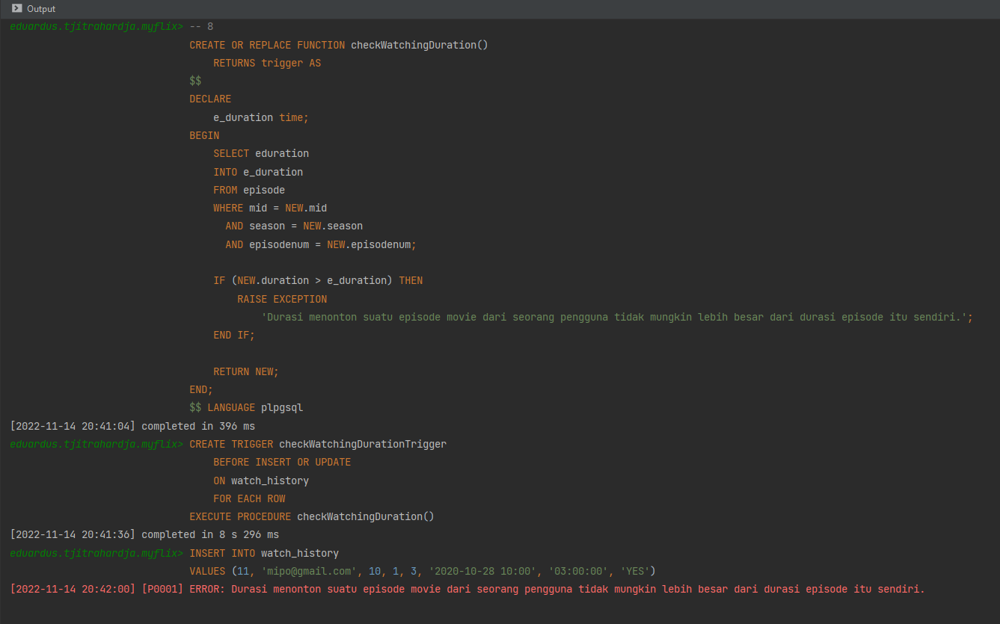 Output
eduardus.tjitrahardja.myflix> -- 8
CREATE OR REPLACE FUNCTION checkWatchingDuration()
RETURNS trigger AS
$$
DECLARE
e_duration time;
BEGIN
SELECT eduration
INTO e_duration
FROM episode
WHERE mid = NEW.mid
AND season = NEW.season
AND episodenum = NEW.episodenum;
IF (NEW.duration > e_duration) THEN
RAISE EXCEPTION
'Durasi menonton suatu episode movie dari seorang pengguna tidak mungkin lebih besar dari durasi episode itu sendiri.';
END IF;
RETURN NEW;
END;
$$ LANGUAGE plpgsql
[2022-11-14 20:41:04] completed in 396 ms
eduardus.tjitrahardja.myflix> CREATE TRIGGER checkWatchingDurationTrigger
BEFORE INSERT OR UPDATE
ON watch_history
FOR EACH ROW
EXECUTE PROCEDURE checkWatchingDuration()
[2022-11-14 20:41:36] completed in 8 s 296 ms
eduardus.tjitrahardja.myflix> INSERT INTO watch_history
VALUES (11, 'mipo@gmail.com', 10, 1, 3, '2020-10-28 10:00', '03:00:00', 'YES')
[2022-11-14 20:42:00] [P0001] ERROR: Durasi menonton suatu episode movie dari seorang pengguna tidak mungkin lebih besar dari durasi episode itu sendiri.